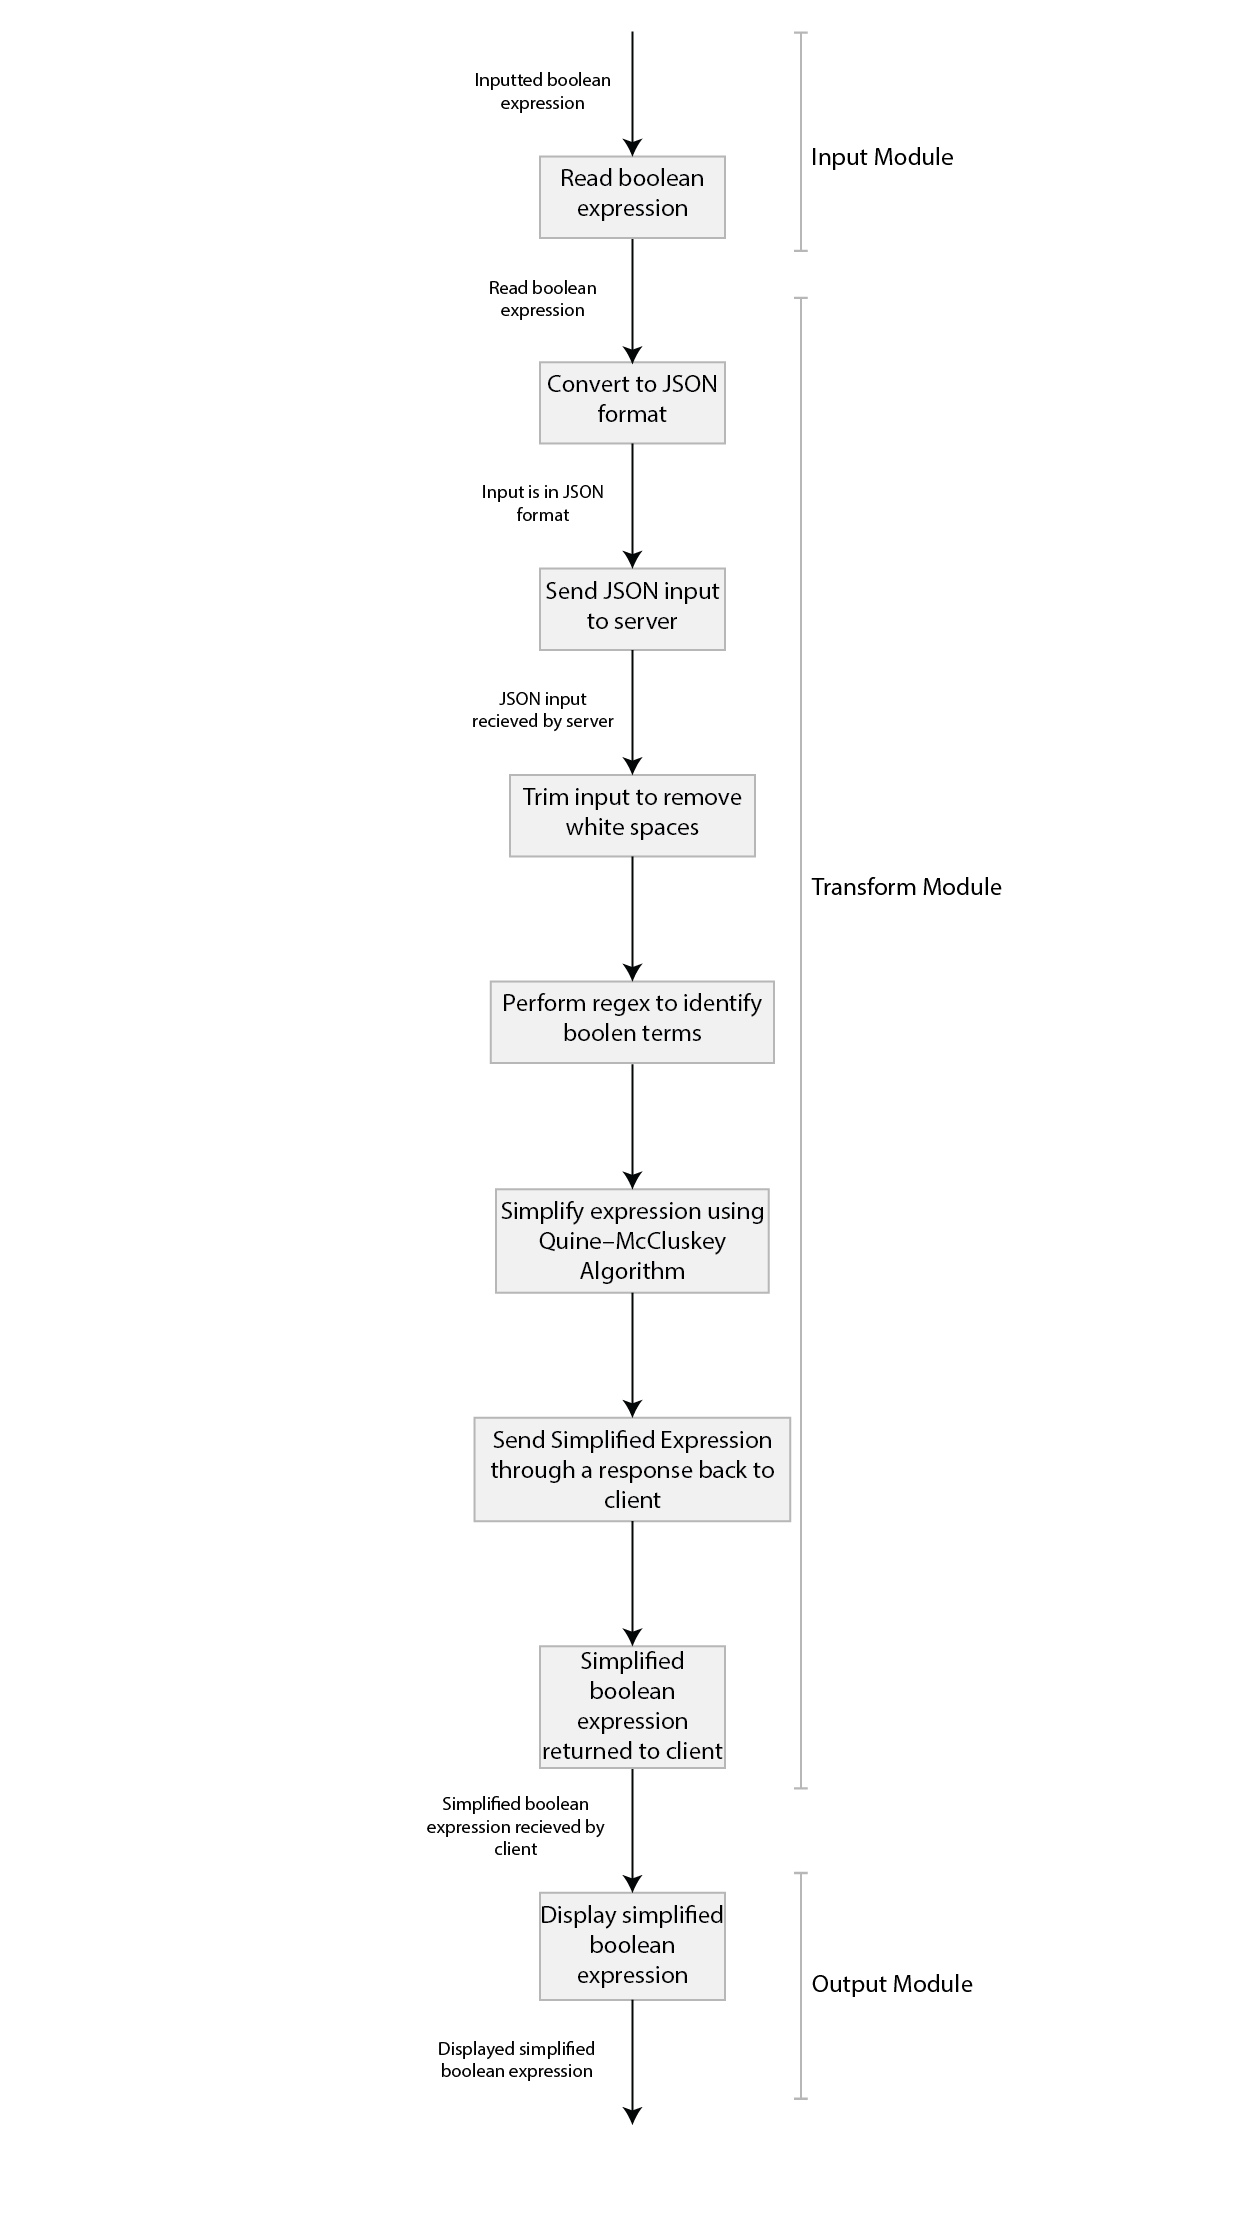 Inputted boolean
expression
Input Module
Read boolean
expression
Read boolean
expression
Convert to JSON
format
Input is in JSON
format
Send JSON input
to server
JSON input
recieved by server
Trim input to remove
white spaces
Transform Module
Perform regex to identify
boolen terms
Simplify expression using
Quine–McCluskey
Algorithm
Send Simplified Expression
through a response back to
client
Simplified
boolean
expression
returned to client
Simplified boolean
expression recieved by
client
Display simplified
boolean
expression
Output Module
Displayed simplified
boolean expression